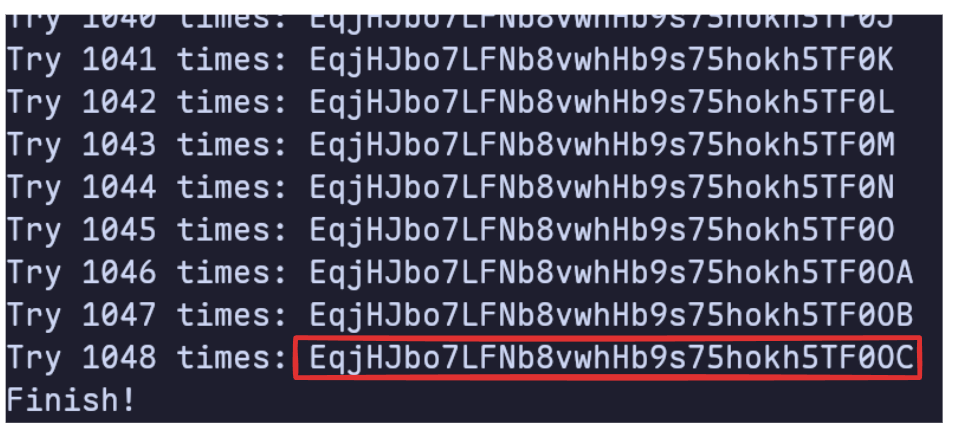 Try 1040 times: EqjHJbo7LFNb8vwhHb9s75hokh5TF0J
Try 1041 times: EqjHJbo7LFNb8vwhHb9s75hokh5TF0K
Try 1042 times: EqjHJbo7LFNb8vwhHb9s75hokh5TF0L
Try 1043 times: EqjHJbo7LFNb8vwhHb9s75hokh5TF0M
Try 1044 times: EqjHJbo7LFNb8vwhHb9s75hokh5TF0N
Try 1045 times: EqjHJbo7LFNb8vwhHb9s75hokh5TF0O
Try 1046 times: EqjHJbo7LFNb8vwhHb9s75hokh5TF0OA
Try 1047 times: EqjHJbo7LFNb8vwhHb9s75hokh5TF0OB
Try 1048 times: EqjHJbo7LFNb8vwhHb9s75hokh5TF0OC
Finish!